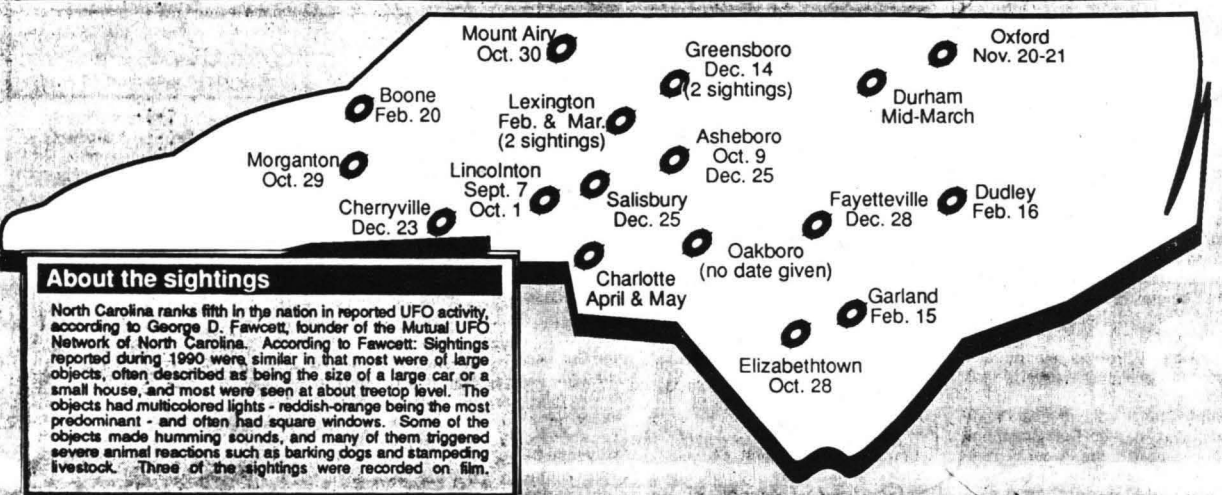 Mount Airy
Oct. 30
Greensboro
Dec. 14
(2 sightings)
Oxford
Nov. 20-21
Boone
Feb. 20
Lexington
Feb. & Mar.
(2 sightings)
Durham
Mid-March
Morganton
Oct. 29
Asheboro
Oct. 9
Dec. 25
Lincolnton
Sept. 7
Oct. 1
Salisbury
Dec. 25
Cherryville
Dec. 23
Fayetteville
Dec. 28
Dudley
Feb. 16
Charlotte
April & May
Oakboro
(no date given)
Garland
Feb. 15
Elizabethtown
Oct. 28
About the sightings
North Carolina ranks fifth in the nation in reported UFO activity,
according to George D. Fawcett, founder of the Mutual UFO
Network of North Carolina. According to Fawcett: Sightings
reported during 1990 were similar in that most were of large
objects, often described as being the size of a large car or a
small house, and most were seen at about treetop level. The
objects had multicolored lights - reddish-orange being the most
predominant - and often had square windows. Some of the
objects made humming sounds, and many of them triggered
severe animal reactions such as barking dogs and stampeding
livestock. Three of the sightings were recorded on film.